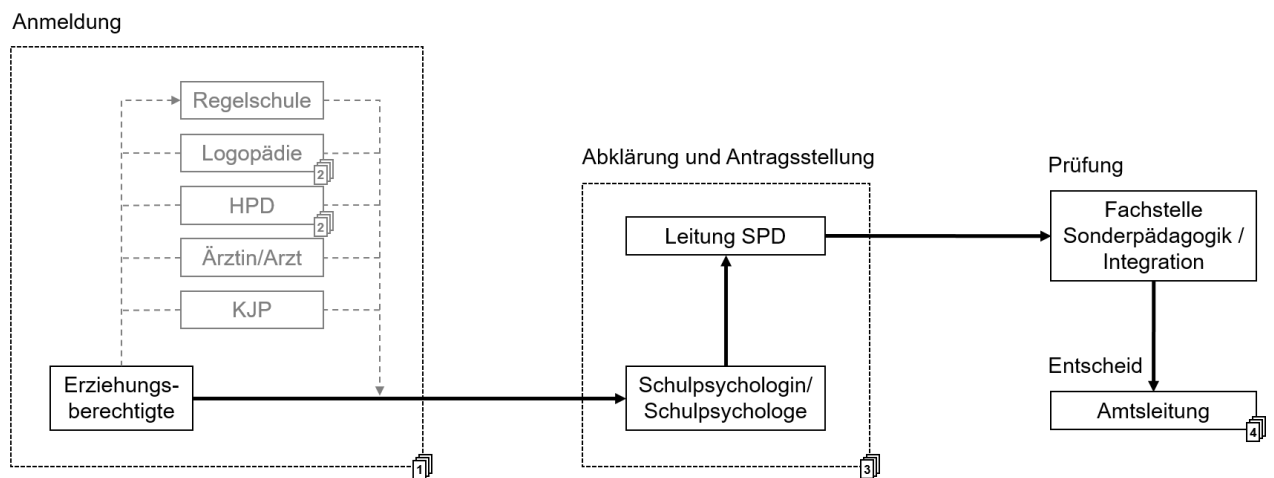 Anmeldung
Regelschule
Logopädie
2
HPD
2
Ärztin/Arzt
KJP
Erziehungs-
berechtigte
1
Abklärung und Antragsstellung
Leitung SPD
Schulpsychologin/
Schulpsychologe
3
Prüfung
Fachstelle
Sonderpädagogik /
Integration
Entscheid
Amtsleitung
4